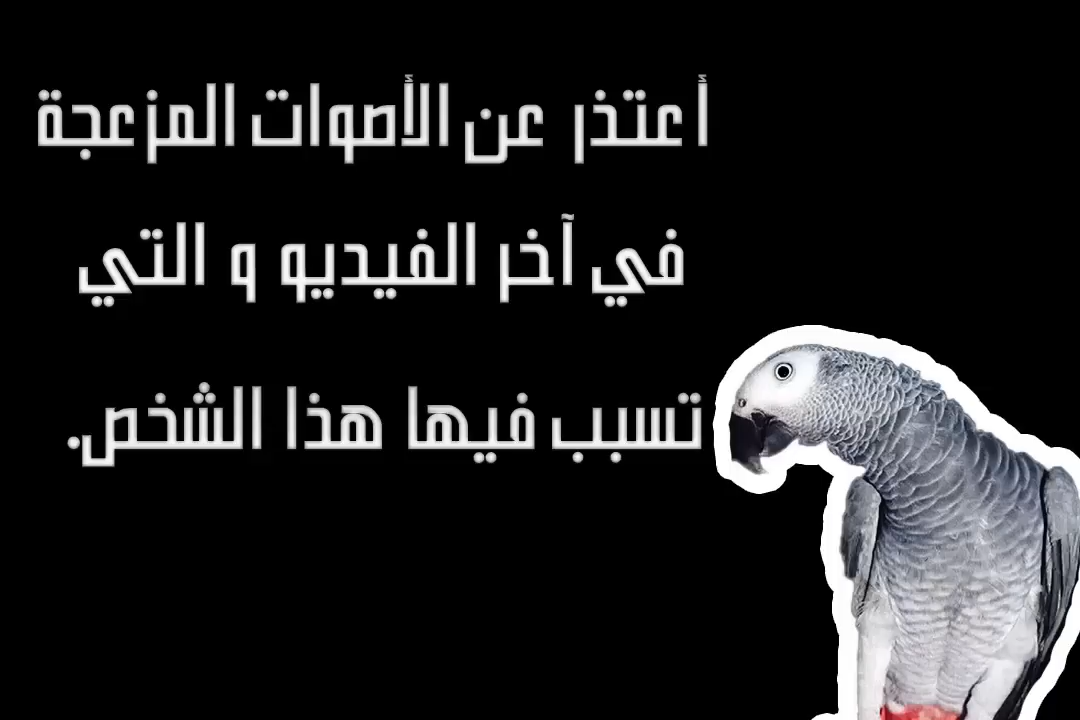 أعتذر عن الأصوات المزعجة
في آخر الفيديو و التي
تسبب فيها هذا الشخص.